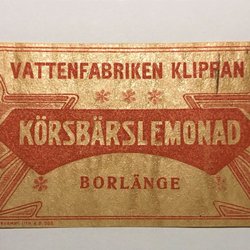 VATTENFABRIKEN KLIPPAN
KÖRSBÄRSLEMONAD
BORLÄNGE